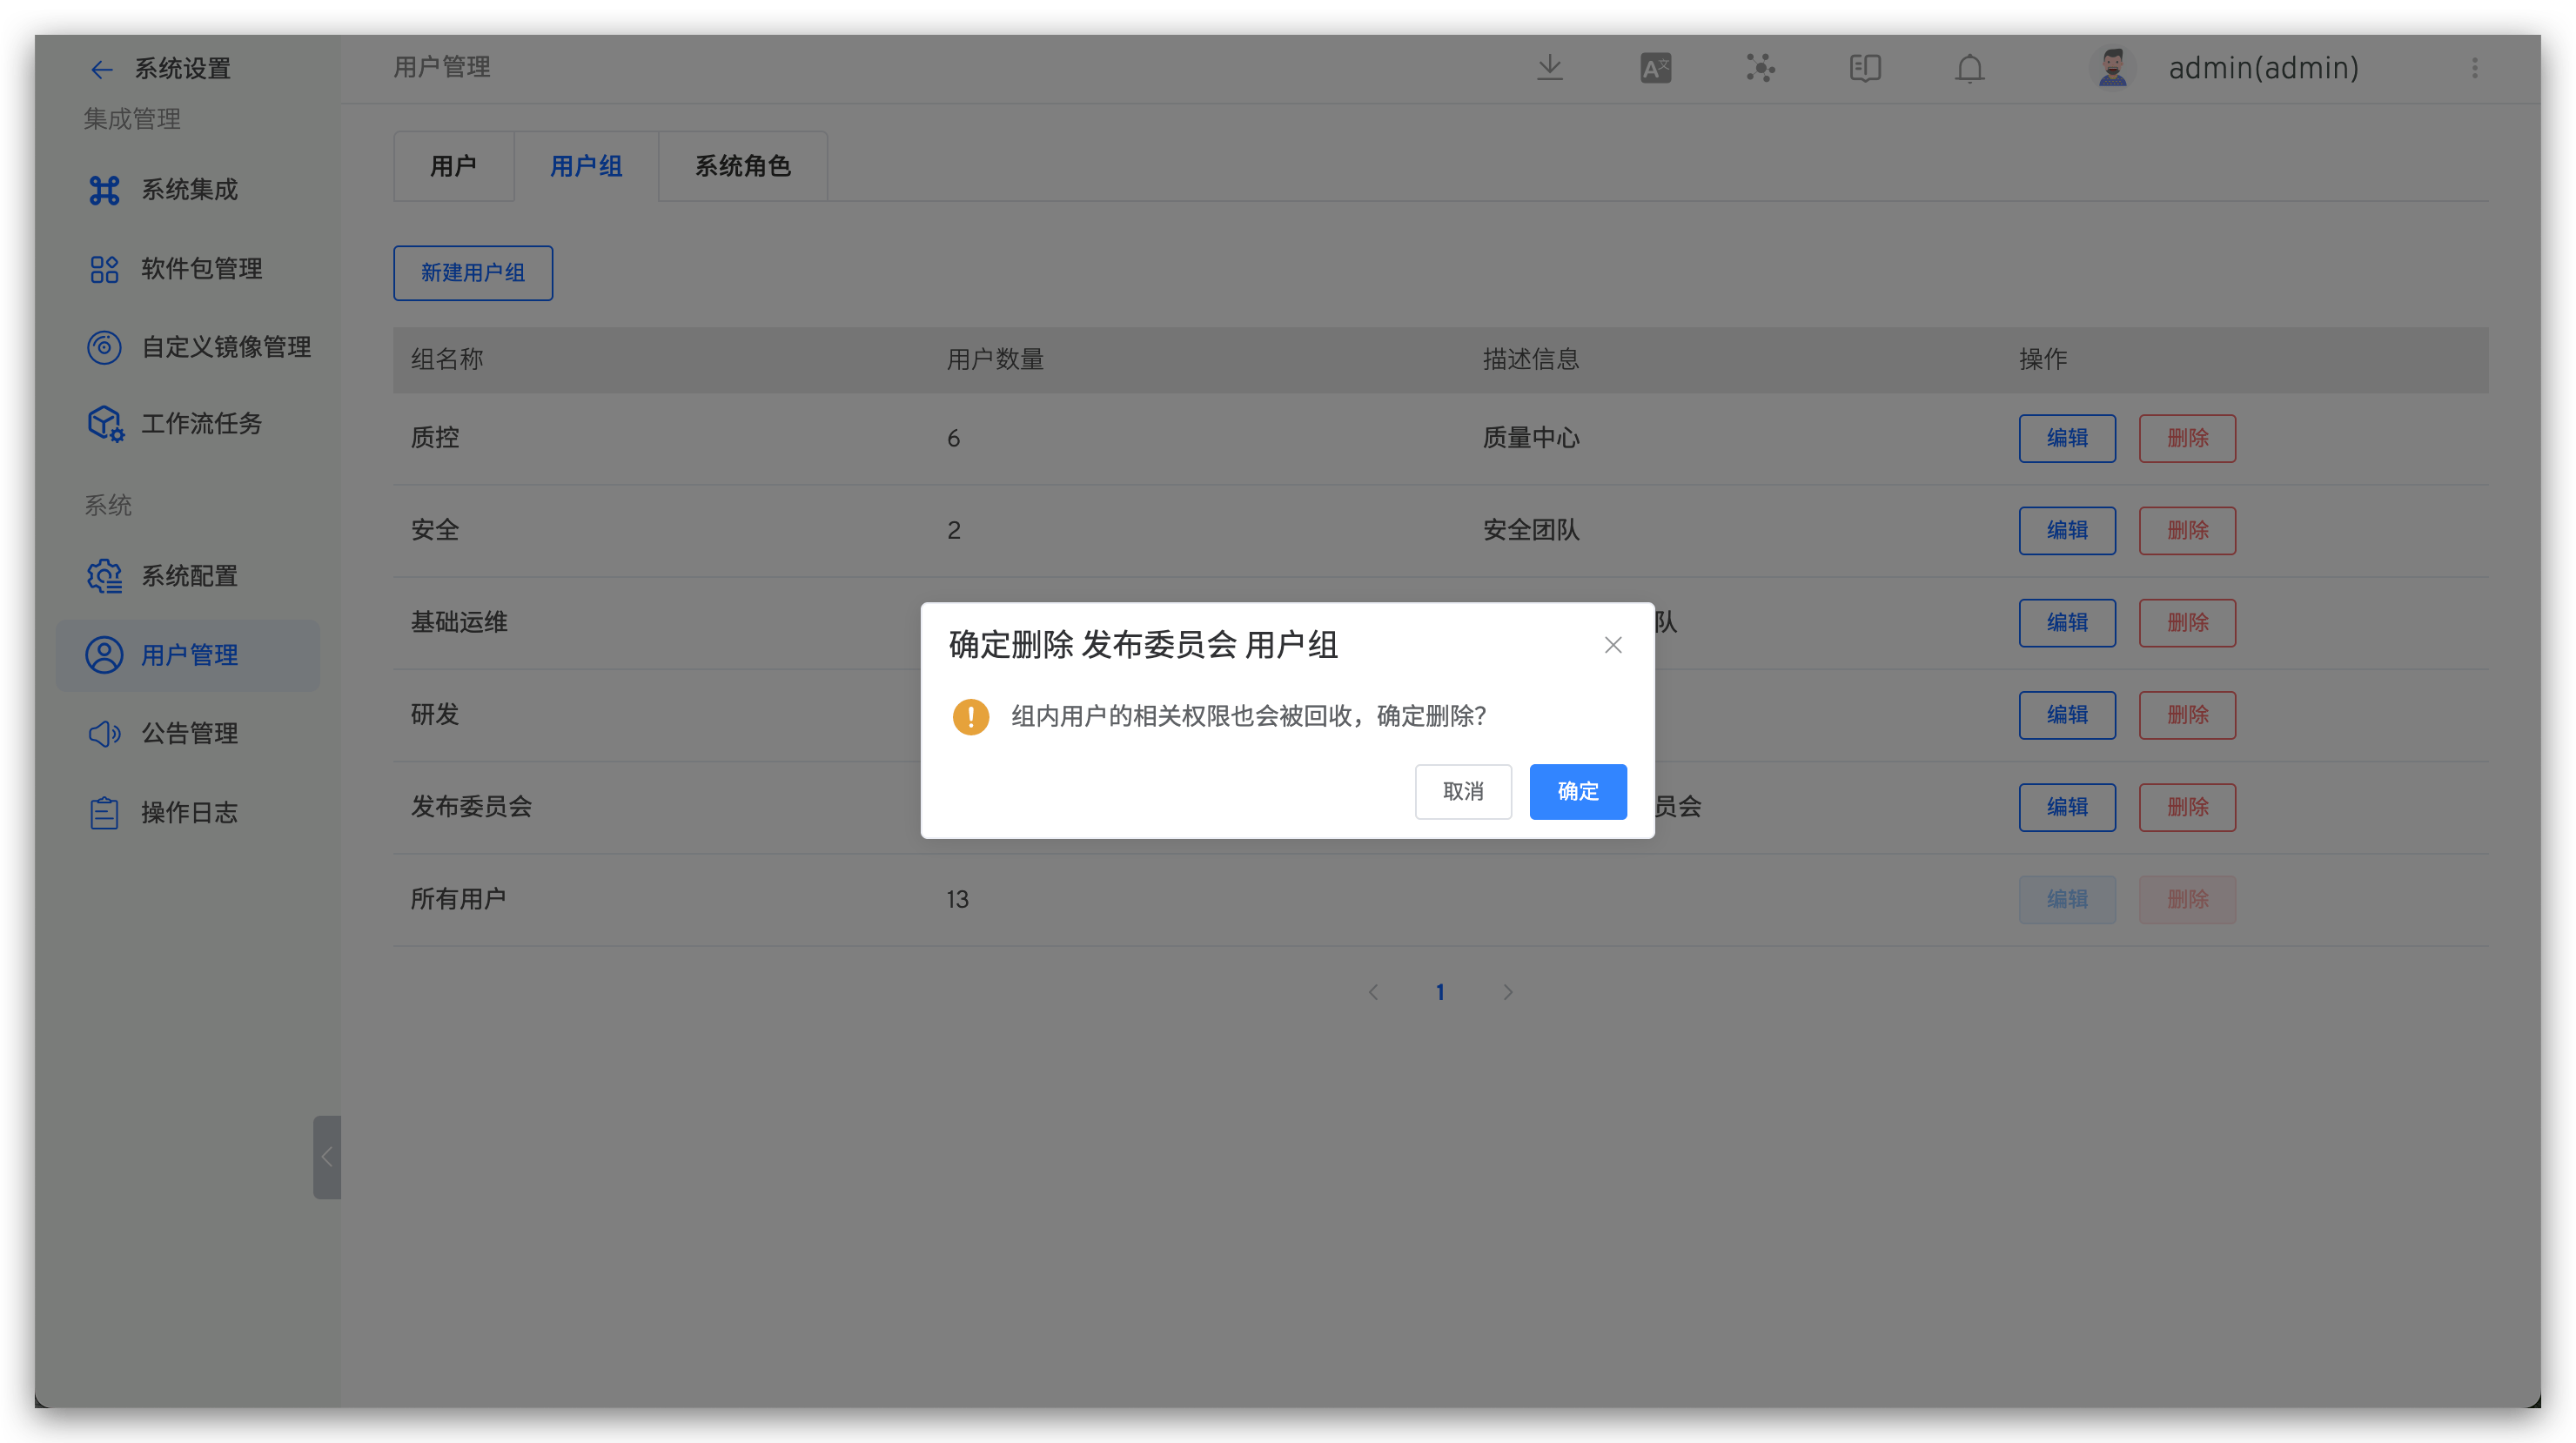 系统设置
集成管理
系统集成
软件包管理
自定义镜像管理
工作流任务
系统
系统配置
用户管理
公告管理
操作日志
用户管理
admin(admin)
用户 用户组 系统角色
新建用户组
组名称 用户数量 描述信息 操作
质控 6 质量中心 编辑 删除
安全 2 安全团队 编辑 删除
基础运维 队 编辑 删除
研发 编辑 删除
发布委员会 员会 编辑 删除
所有用户 13 编辑 删除
1
确定删除 发布委员会 用户组
组内用户的相关权限也会被回收，确定删除？
取消 确定